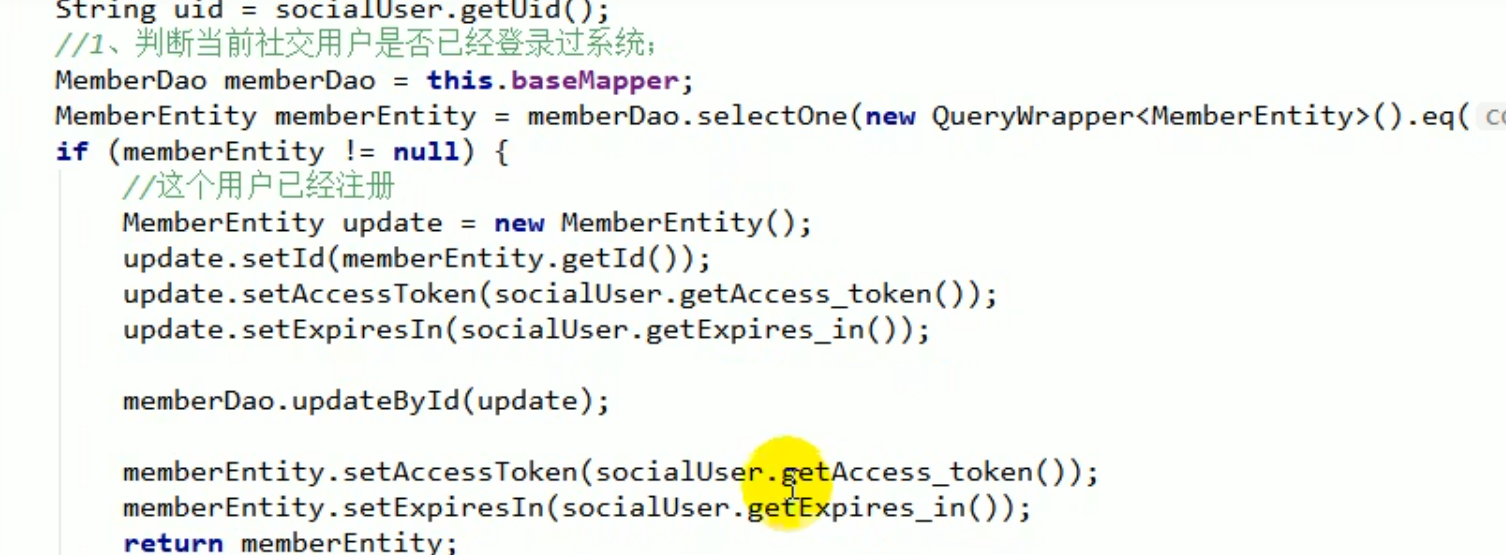 String uid = socialUser.getUid();
//1、判断当前社交用户是否已经登录过系统;
MemberDao memberDao = this.baseMapper;
MemberEntity memberEntity = memberDao.selectOne(new QueryWrapper<MemberEntity>().eq(
if (memberEntity != null) {
//这个用户已经注册
MemberEntity update = new MemberEntity();
update.setId(memberEntity.getId());
update.setAccessToken(socialUser.getAccess_token());
update.setExpiresIn(socialUser.getExpires_in());
memberDao.updateById(update);
memberEntity.setAccessToken(socialUser.getAccess_token());
memberEntity.setExpiresIn(socialUser.getExpires_in());
return memberEntity;